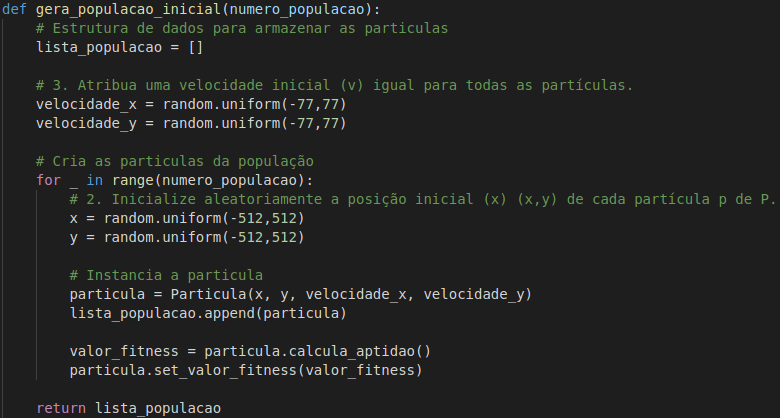 def gera_populacao_inicial(numero_populacao):
    # Estrutura de dados para armazenar as particulas
    lista_populacao = []

    # 3. Atribua uma velocidade inicial (v) igual para todas as partículas.
    velocidade_x = random.uniform(-77,77)
    velocidade_y = random.uniform(-77,77)

    # Cria as particulas da população
    for _ in range(numero_populacao):
        # 2. Inicialize aleatoriamente a posição inicial (x) (x,y) de cada partícula p de P.
        x = random.uniform(-512,512)
        y = random.uniform(-512,512)

        # Instancia a particula
        particula = Particula(x, y, velocidade_x, velocidade_y)
        lista_populacao.append(particula)

        valor_fitness = particula.calcula_aptidao()
        particula.set_valor_fitness(valor_fitness)

    return lista_populacao